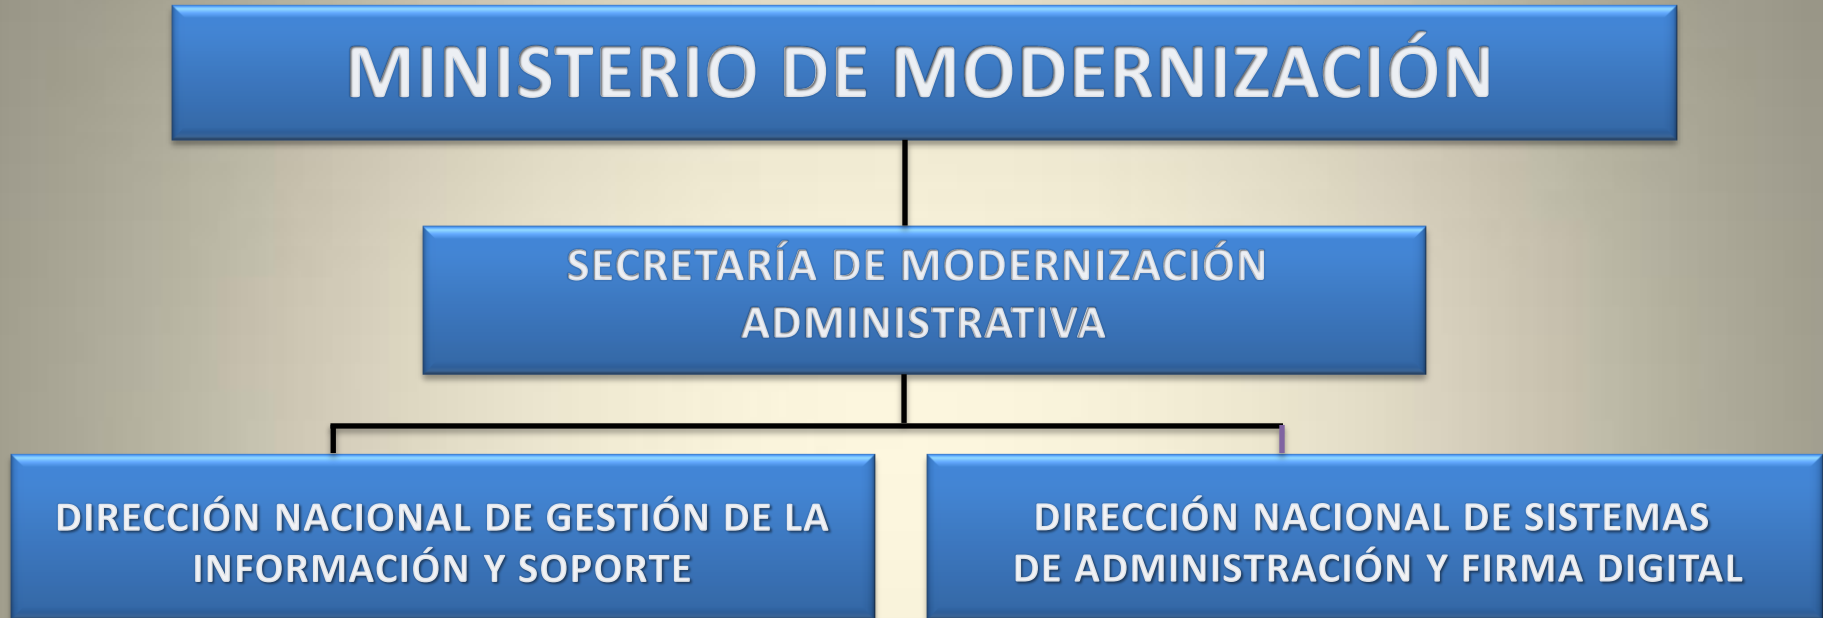 MINISTERIO DE MODERNIZACIÓN
SECRETARÍA DE MODERNIZACIÓN
ADMINISTRATIVA
DIRECCIÓN NACIONAL DE GESTIÓN DE LA
INFORMACIÓN Y SOPORTE
DIRECCIÓN NACIONAL DE SISTEMAS
DE ADMINISTRACIÓN Y FIRMA DIGITAL